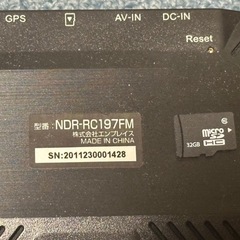 GPS
AV-IN
DC-IN
Reset
型番: NDR-RC197FM
株式会社エンプレイス
MADE IN CHINA
SN:2011230001428
micro
SD
HC
32GB